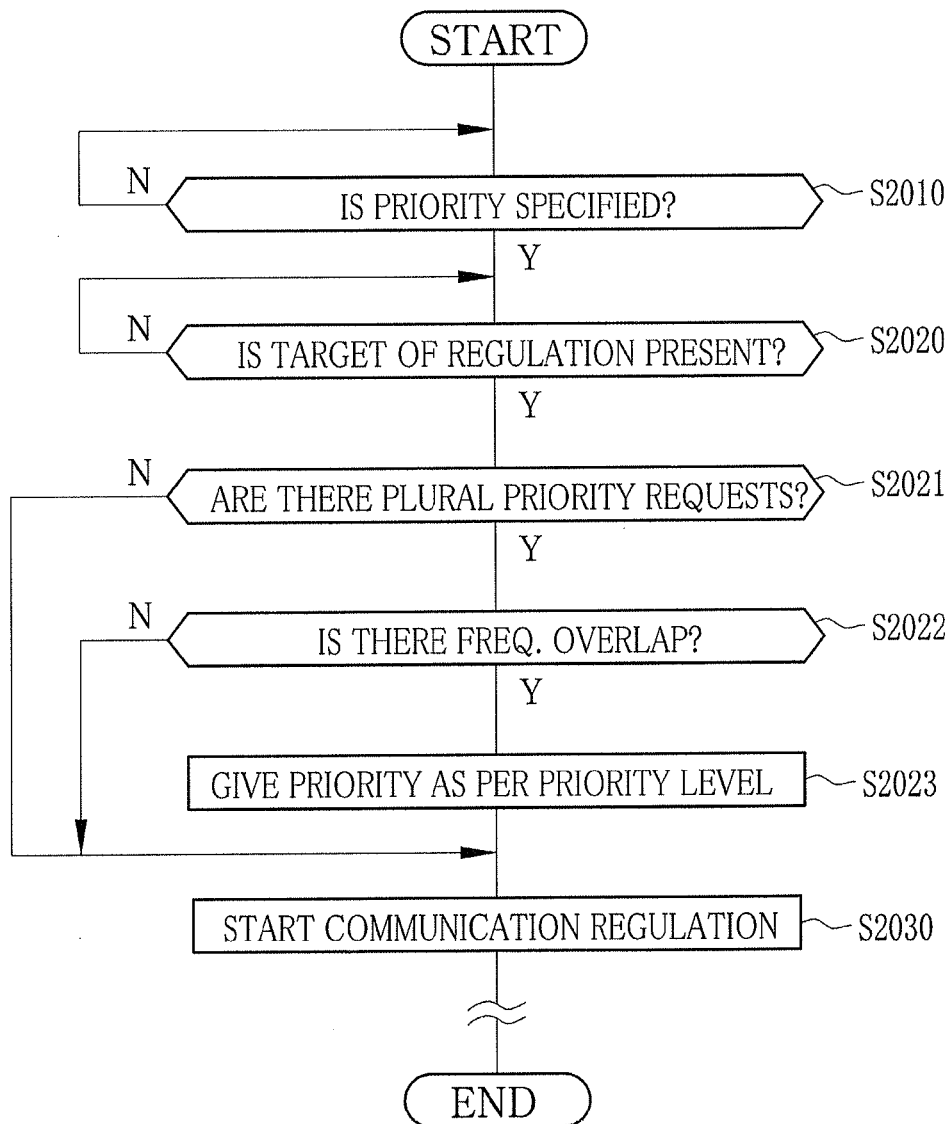 START
N
IS PRIORITY SPECIFIED?
S2010
Y
N
IS TARGET OF REGULATION PRESENT?
S2020
Y
N
ARE THERE PLURAL PRIORITY REQUESTS?
S2021
Y
N
IS THERE FREQ. OVERLAP?
S2022
Y
GIVE PRIORITY AS PER PRIORITY LEVEL
S2023
START COMMUNICATION REGULATION
S2030
END